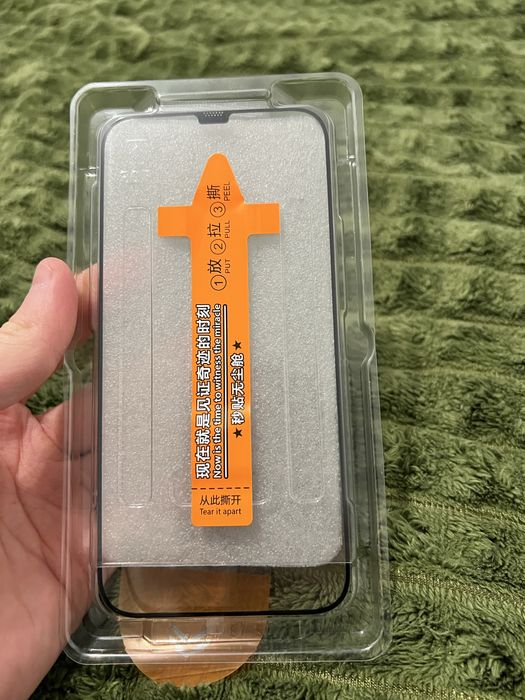 ①放 ②拉 ③撕
PUT PULL PEEL
现在就是见证奇迹的时刻
Now is the time to witness the miracle
★ 秒贴无尘舱 ★
从此撕开
Tear it apart